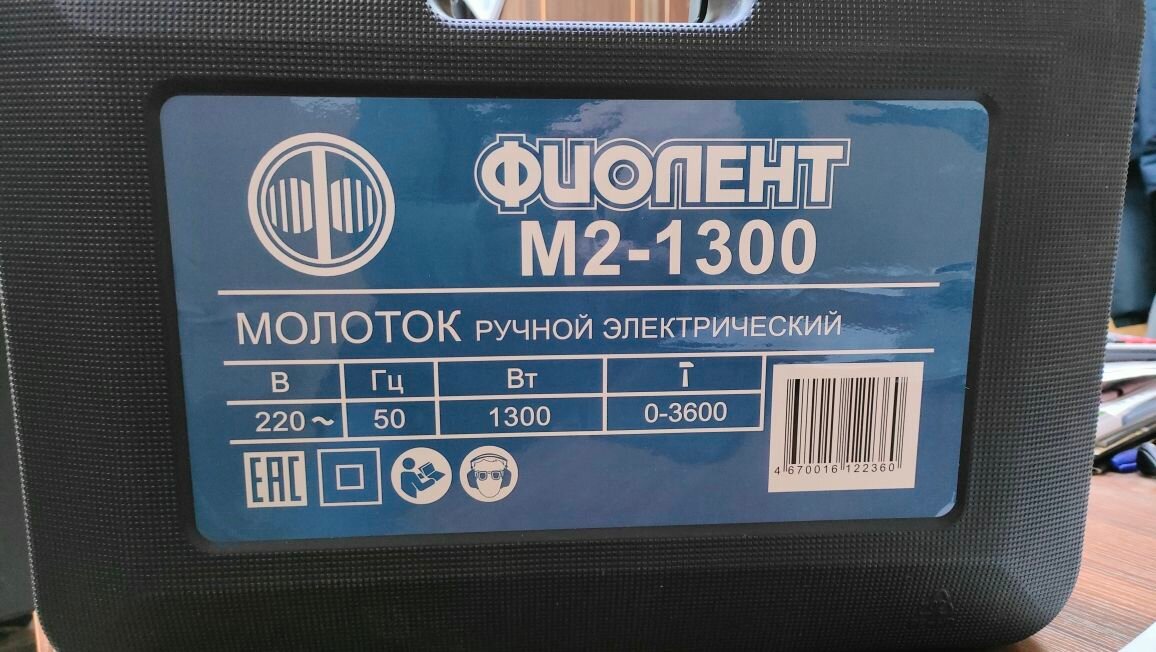 ФИОЛЕНТ
М2-1300
МОЛОТОК РУЧНОЙ ЭЛЕКТРИЧЕСКИЙ
В Гц Вт
220~ 50 1300 0-3600
EAC
4 670016 122360